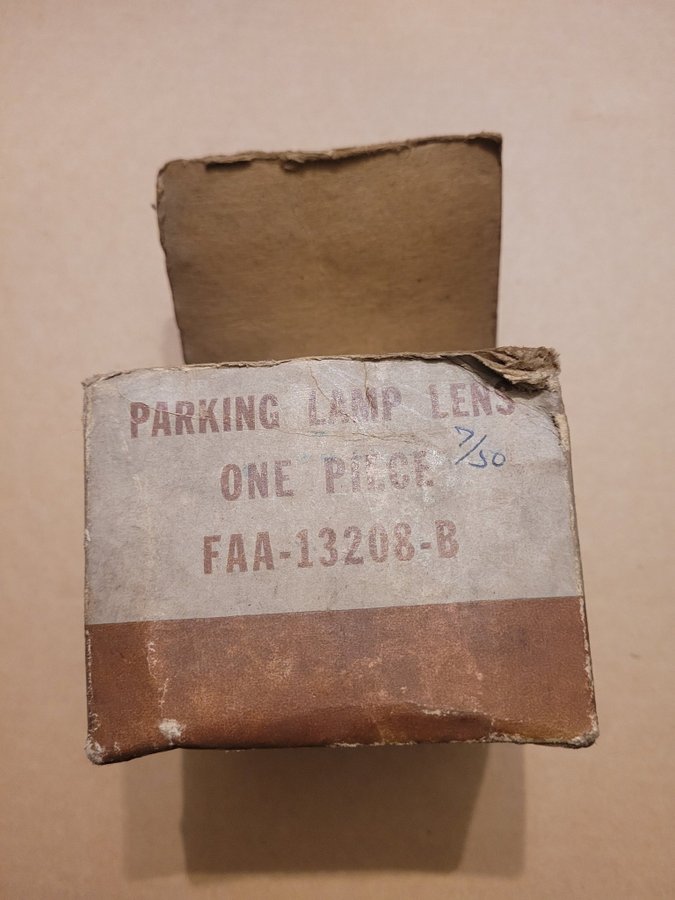 PARKING LAMP LENS
7/50
ONE PIECE
FAA-13208-B